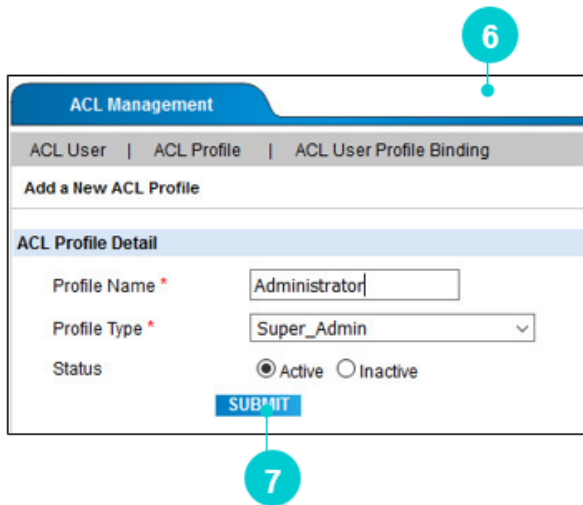 6
ACL Management
ACL User | ACL Profile | ACL User Profile Binding
Add a New ACL Profile
ACL Profile Detail
Profile Name * Administrator
Profile Type * Super_Admin
Status Active Inactive
SUBMIT
7